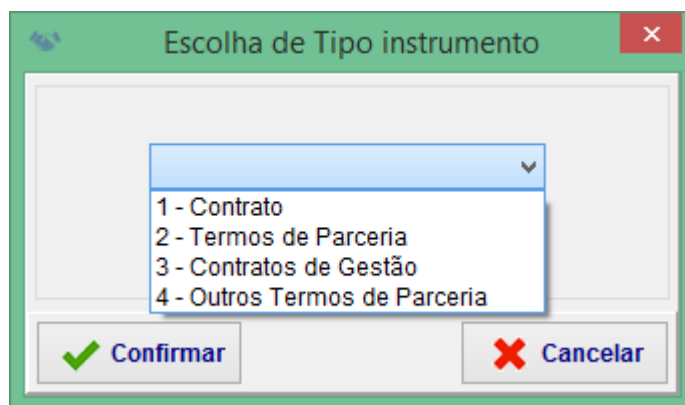 Escolha de Tipo instrumento
1 - Contrato
2 - Termos de Parceria
3 - Contratos de Gestão
4 - Outros Termos de Parceria
Confirmar
Cancelar